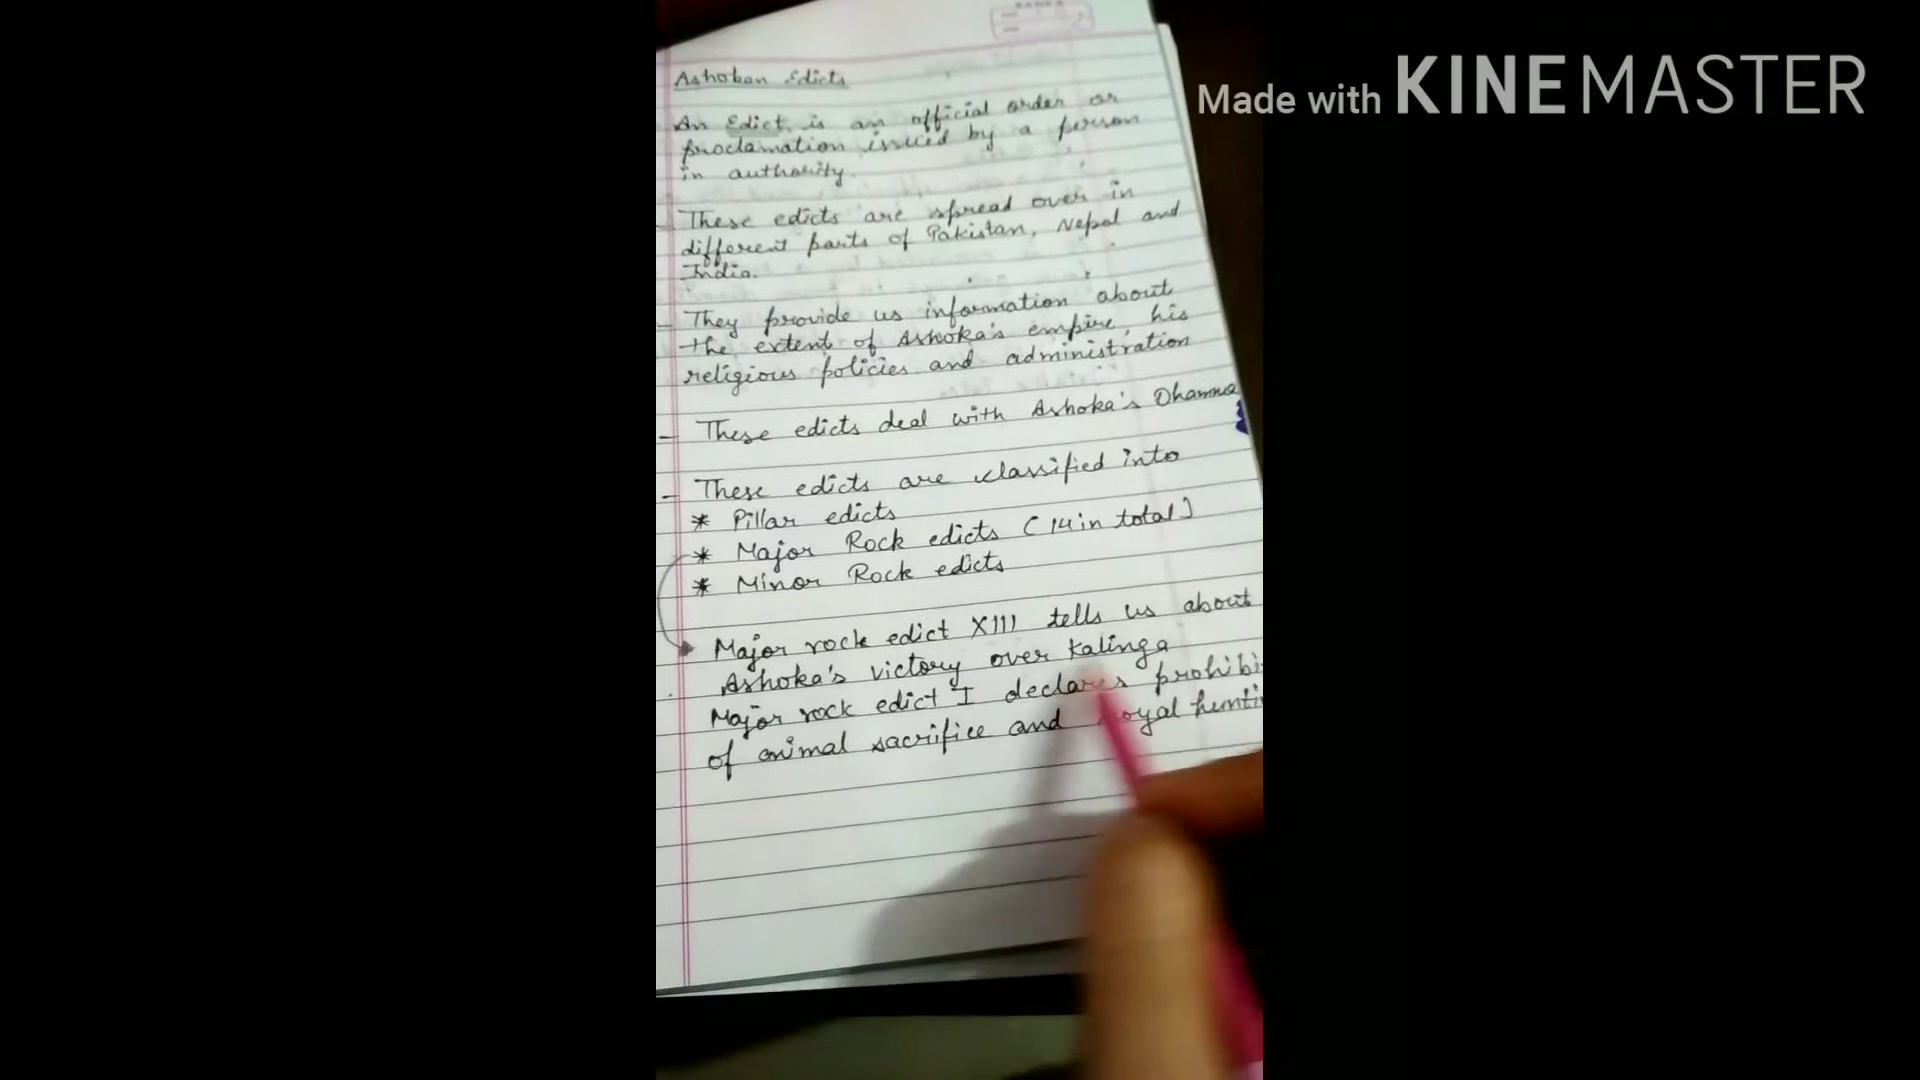 Made with KINEMASTER
Ashokan Edicts
An Edict is an official order or
proclamation issued by a person
in authority.
- These edicts are spread over in
different parts of Pakistan, Nepal and
India.
- They provide us information about
the extent of Ashoka's empire, his
religious policies and administration
- These edicts deal with Ashoka's Dhamma
- These edicts are classified into
* Pillar edicts
* Major Rock edicts (14 in total)
* Minor Rock edicts
Major rock edict XIII tells us about
Ashoka's victory over Kalinga
Major rock edict I declares prohibi
of animal sacrifice and royal hunti